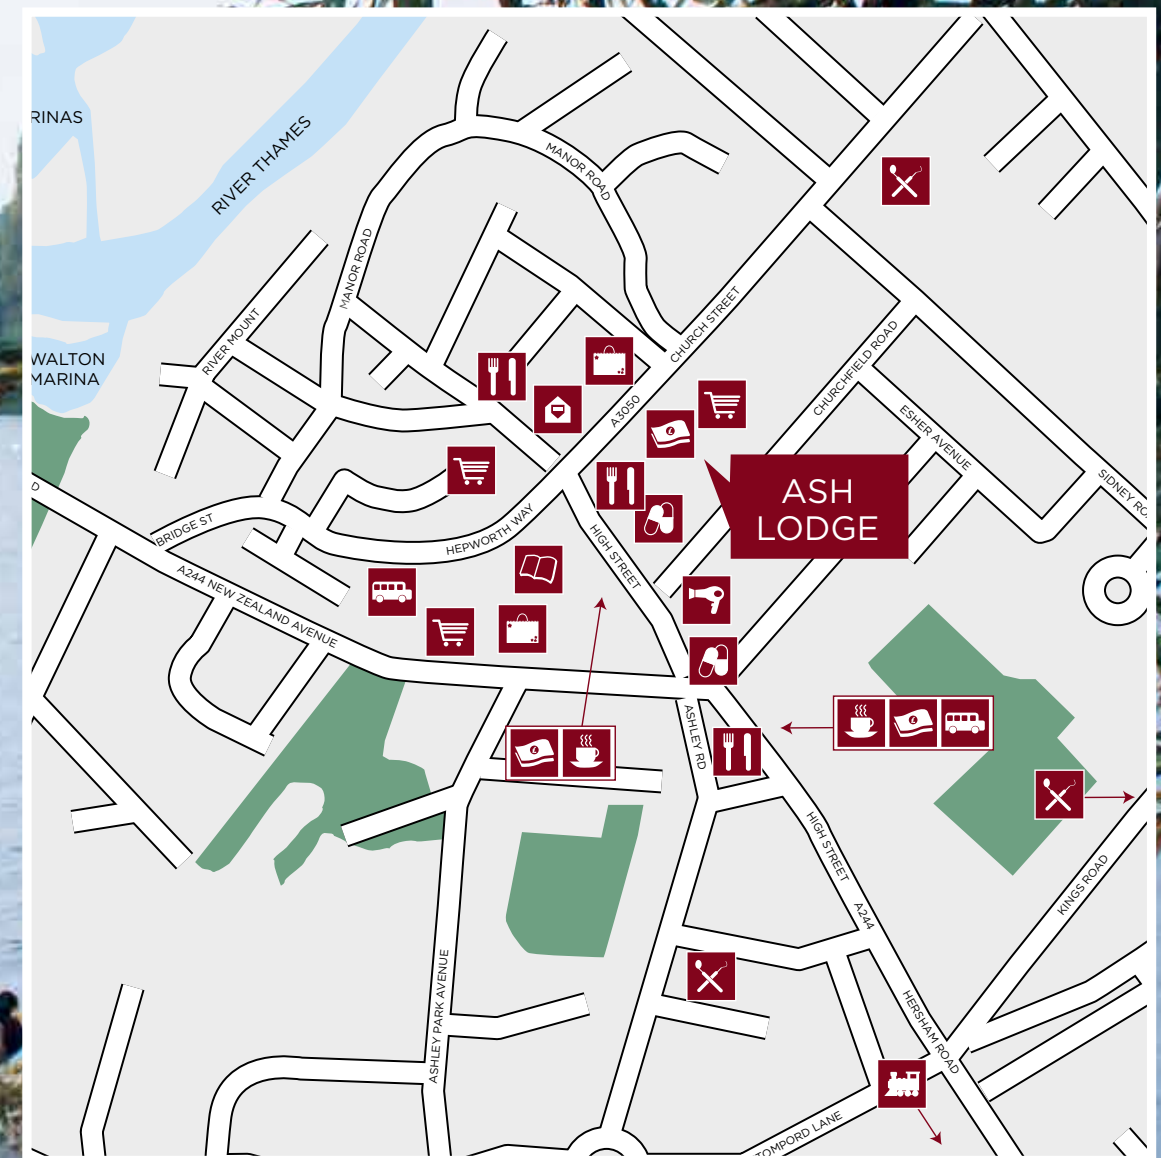 RINAS
RIVER THAMES
MANOR ROAD
MANOR ROAD
RIVER MOUNT
CHURCH STREET
WALTON
MARINA
CHURCHFIELD ROAD
A3050
ESHER AVENUE
SIDNEY RO
ASH
LODGE
D
BRIDGE ST
HEPWORTH WAY
HIGH STREET
A244 NEW ZEALAND AVENUE
ASHLEY RD
HIGH STREET
A244
KINGS ROAD
ASHLEY PARK AVENUE
HERSHAM ROAD
TOMPORD LANE